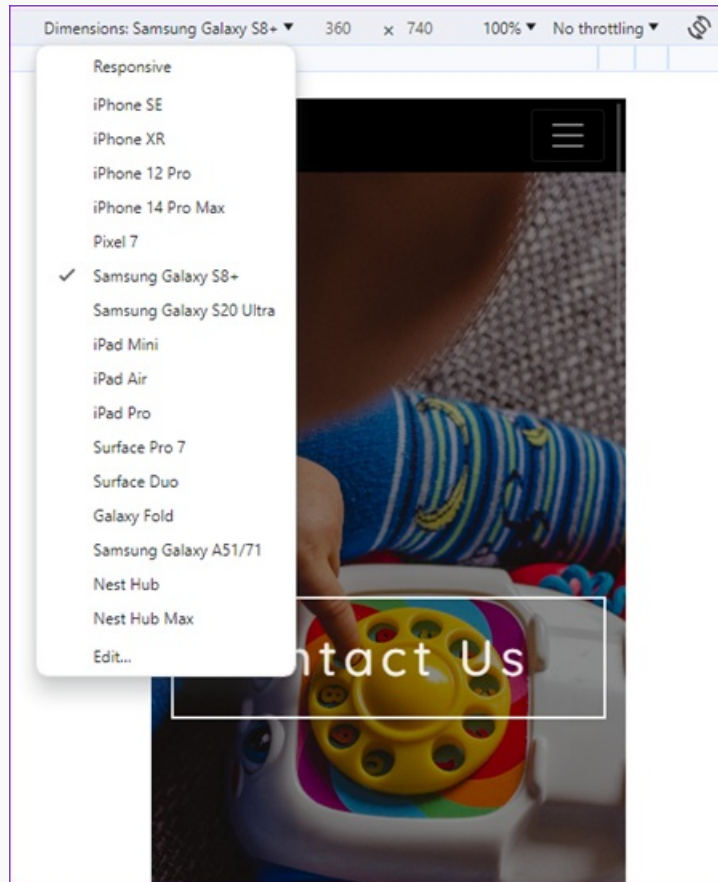 Dimensions: Samsung Galaxy S8+ 360 x 740 100% No throttling
Responsive
iPhone SE
iPhone XR
iPhone 12 Pro
iPhone 14 Pro Max
Pixel 7
Samsung Galaxy S8+
Samsung Galaxy S20 Ultra
iPad Mini
iPad Air
iPad Pro
Surface Pro 7
Surface Duo
Galaxy Fold
Samsung Galaxy A51/71
Nest Hub
Nest Hub Max
Edit...
ntact Us